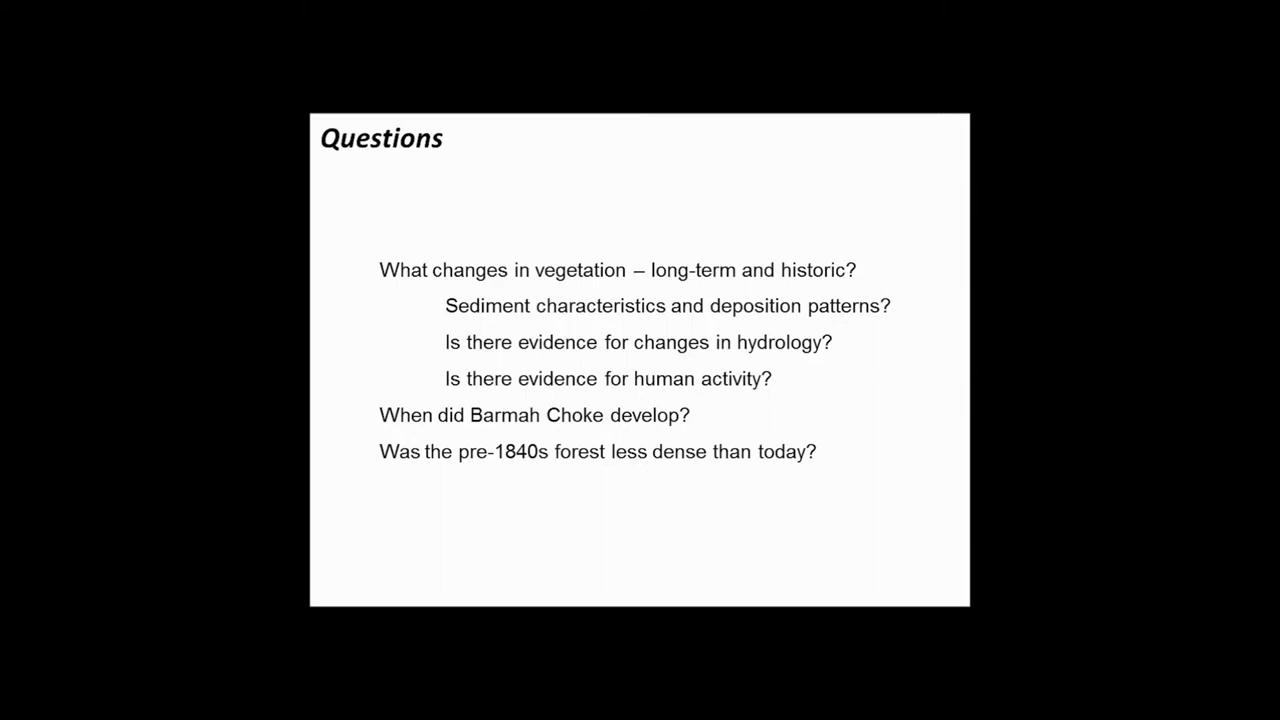 Questions
What changes in vegetation – long-term and historic?
Sediment characteristics and deposition patterns?
Is there evidence for changes in hydrology?
Is there evidence for human activity?
When did Barmah Choke develop?
Was the pre-1840s forest less dense than today?